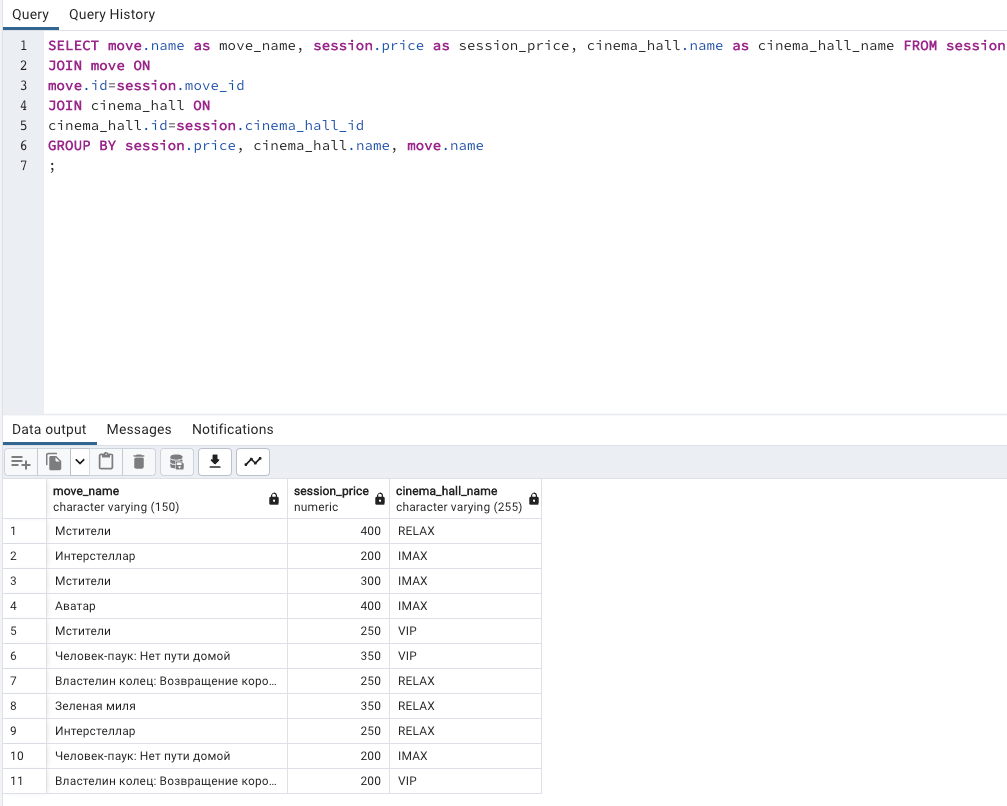 Query Query History
1 SELECT move.name as move_name, session.price as session_price, cinema_hall.name as cinema_hall_name FROM session
2 JOIN move ON
3 move.id=session.move_id
4 JOIN cinema_hall ON
5 cinema_hall.id=session.cinema_hall_id
6 GROUP BY session.price, cinema_hall.name, move.name
7 ;
Data output Messages Notifications
move_name session_price cinema_hall_name
character varying (150) numeric character varying (255)
1 Мстители 400 RELAX
2 Интерстеллар 200 IMAX
3 Мстители 300 IMAX
4 Аватар 400 IMAX
5 Мстители 250 VIP
6 Человек-паук: Нет пути домой 350 VIP
7 Властелин колец: Возвращение коро... 250 RELAX
8 Зеленая миля 350 RELAX
9 Интерстеллар 250 RELAX
10 Человек-паук: Нет пути домой 200 IMAX
11 Властелин колец: Возвращение коро... 200 VIP